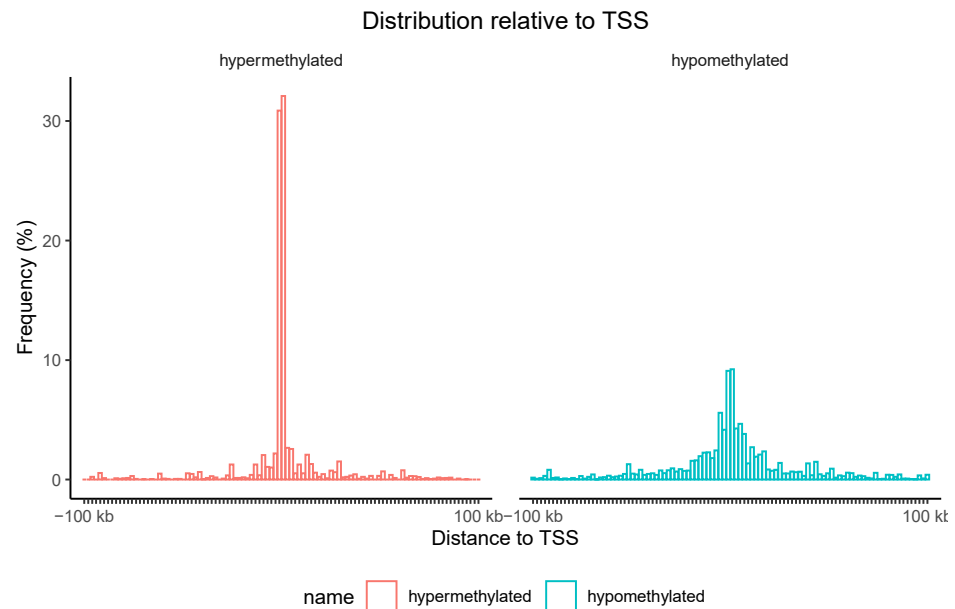 Distribution relative to TSS
hypermethylated hypomethylated
30
20
10
0
Frequency (%)
−100 kb 100 kb −100 kb 100 kb
Distance to TSS
name hypermethylated hypomethylated